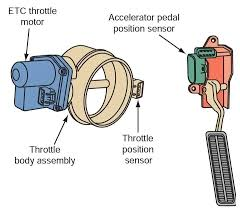 ETC throttle
motor
Accelerator pedal
position sensor
Throttle
body assembly
Throttle
position
sensor